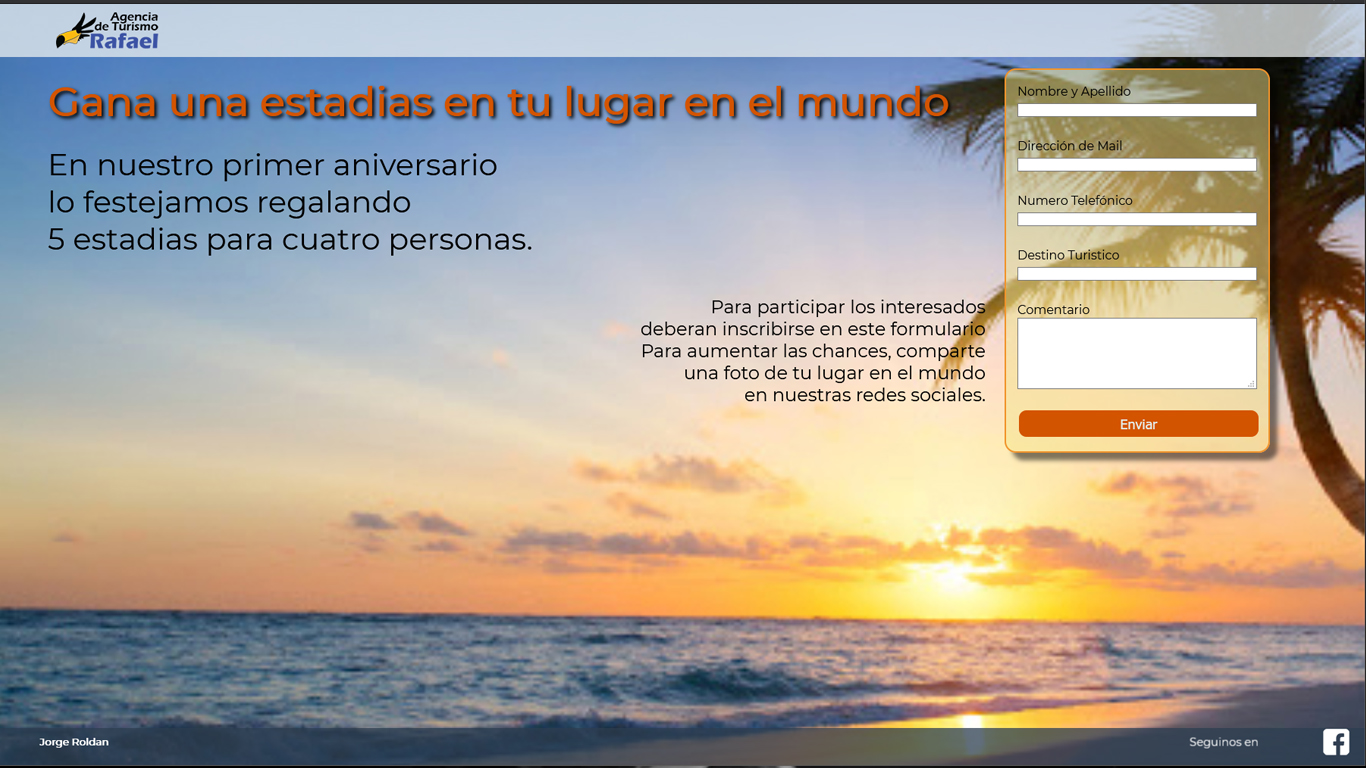 Agencia
de Turismo
Rafael
Gana una estadias en tu lugar en el mundo
En nuestro primer aniversario
lo festejamos regalando
5 estadias para cuatro personas.
Para participar los interesados
deberan inscribirse en este formulario
Para aumentar las chances, comparte
una foto de tu lugar en el mundo
en nuestras redes sociales.
Nombre y Apellido
Dirección de Mail
Numero Telefónico
Destino Turistico
Comentario
Enviar
Jorge Roldan
Seguinos en